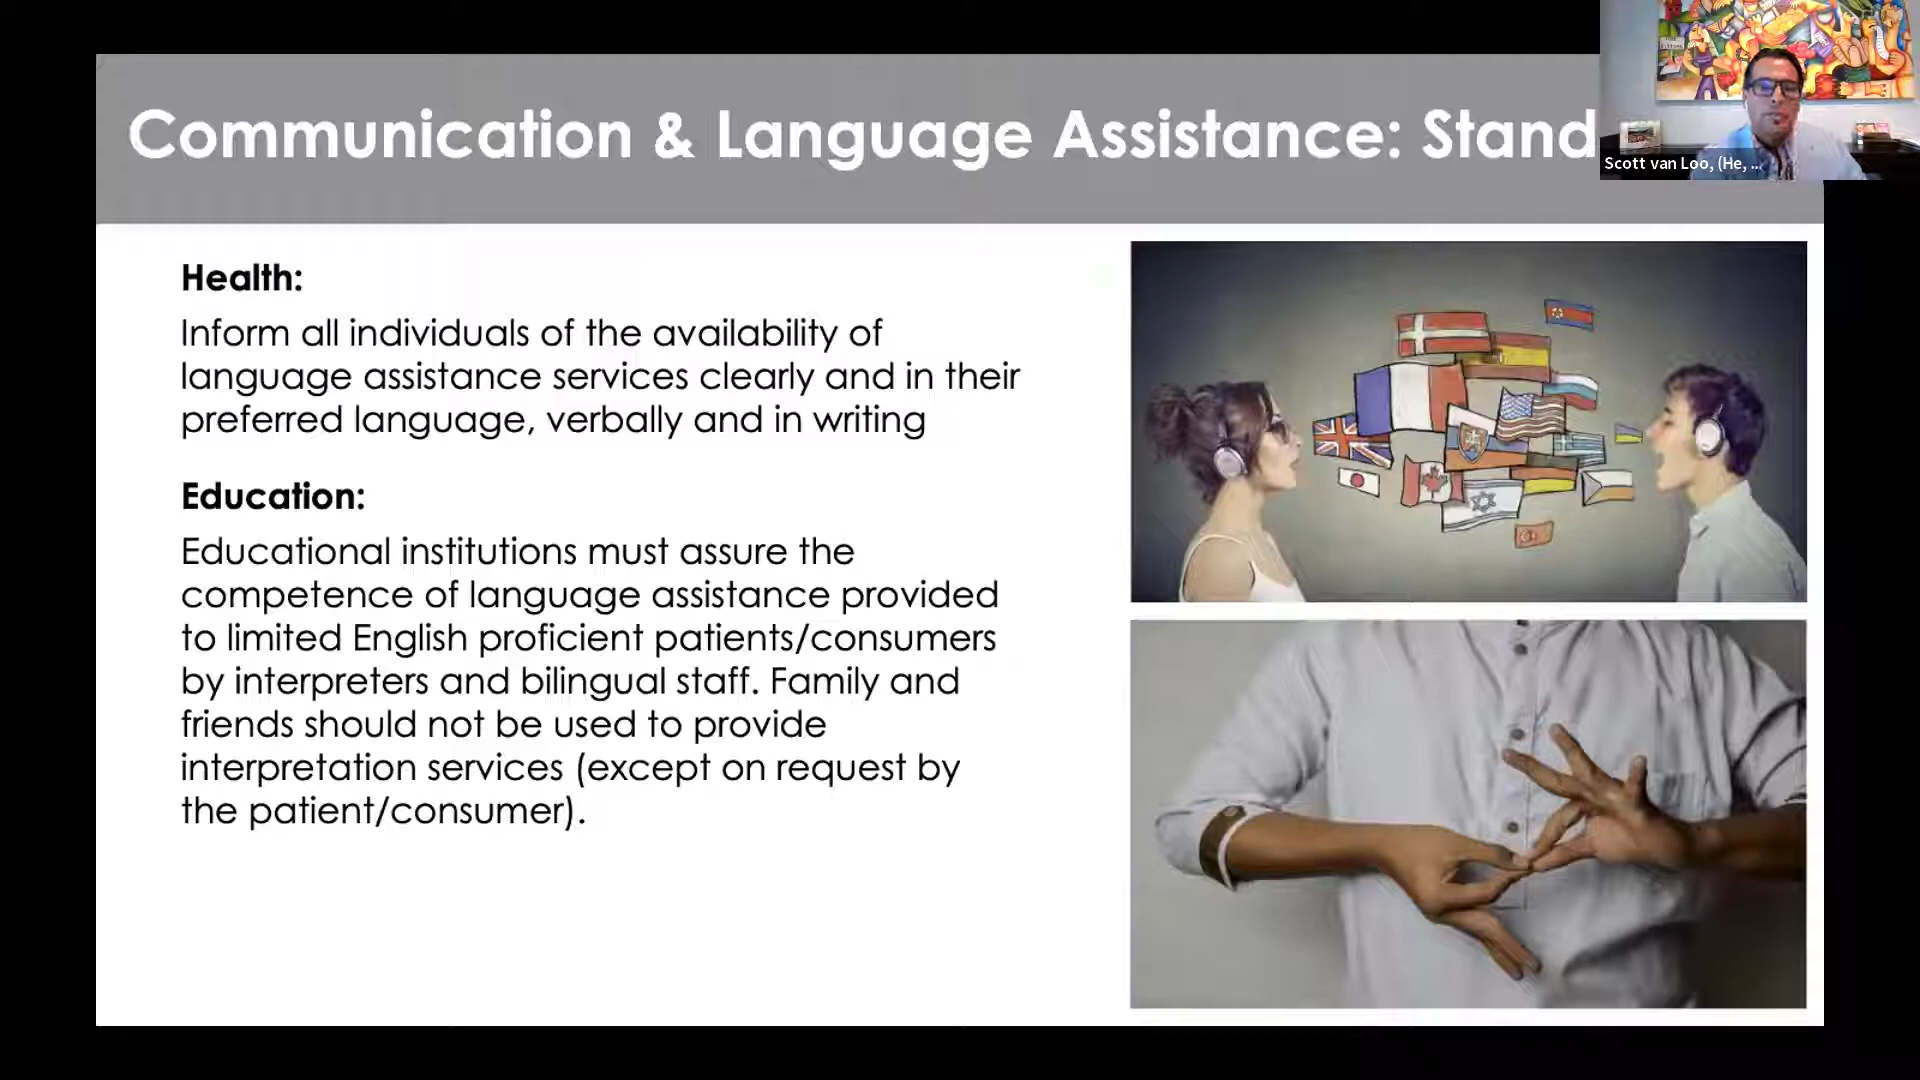 Communication & Language Assistance: Stand
Scott van Loo, (He, ...
Health:
Inform all individuals of the availability of
language assistance services clearly and in their
preferred language, verbally and in writing
Education:
Educational institutions must assure the
competence of language assistance provided
to limited English proficient patients/consumers
by interpreters and bilingual staff. Family and
friends should not be used to provide
interpretation services (except on request by
the patient/consumer).